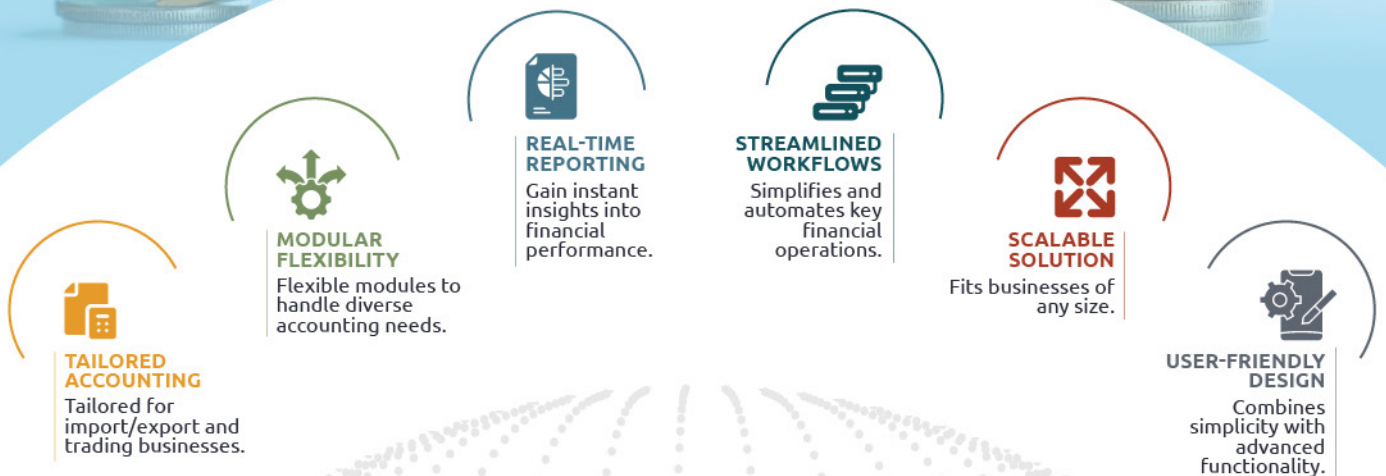 TAILORED
ACCOUNTING
Tailored for
import/export and
trading businesses.
MODULAR
FLEXIBILITY
Flexible modules to
handle diverse
accounting needs.
REAL-TIME
REPORTING
Gain instant
insights into
financial
performance.
STREAMLINED
WORKFLOWS
Simplifies and
automates key
financial
operations.
SCALABLE
SOLUTION
Fits businesses of
any size.
USER-FRIENDLY
DESIGN
Combines
simplicity with
advanced
functionality.